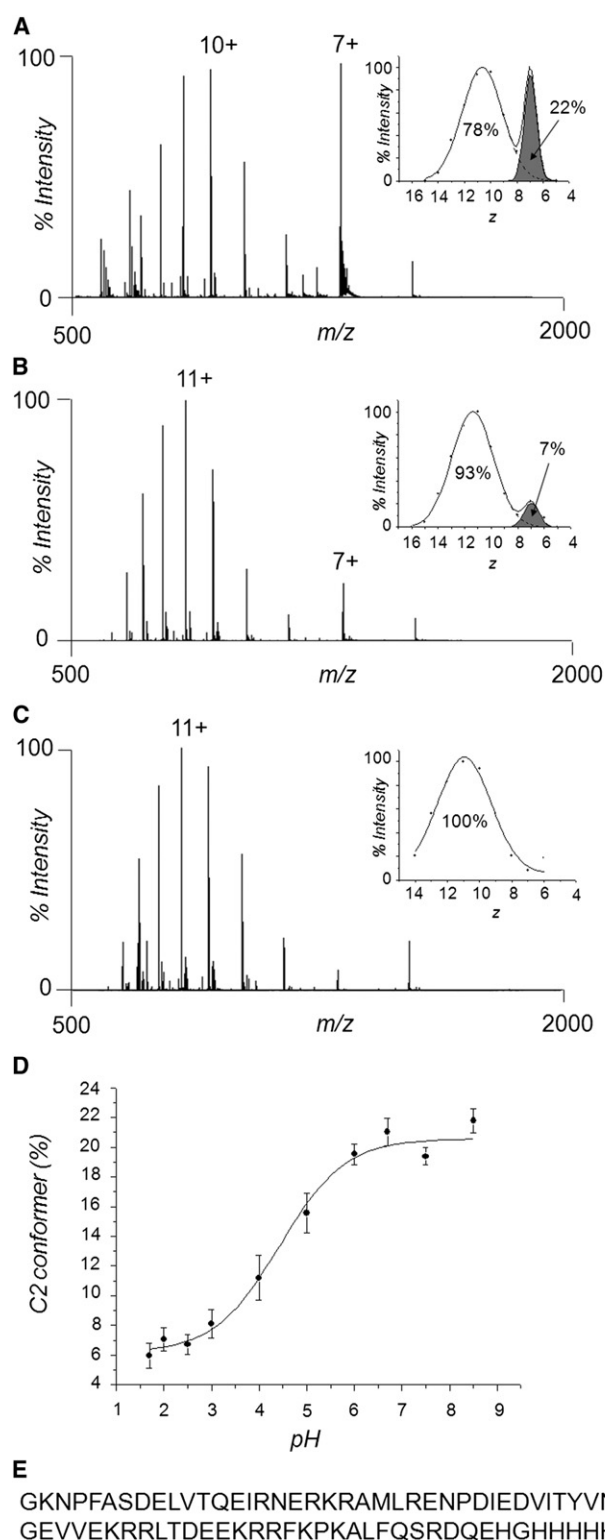 A
10+
7+
100
% Intensity
0
500
m/z
2000
100
% Intensity
0
78%
22%
16 14 12 10 8 6 4
z
B
11+
100
% Intensity
0
7+
500
m/z
2000
100
% Intensity
0
93%
7%
16 14 12 10 8 6 4
z
C
11+
100
% Intensity
0
500
m/z
2000
100
% Intensity
0
100%
14 12 10 8 6 4
z
D
24
22
20
18
16
14
12
10
8
6
4
C2 conformer (%)
1 2 3 4 5 6 7 8 9
pH
E
GKNPFASDELVTQEIRNERKRAMLRENPDIEDVITYV
GEVVEKRRLTDEEKRRFKPKALFQSRDQEHGHHHH